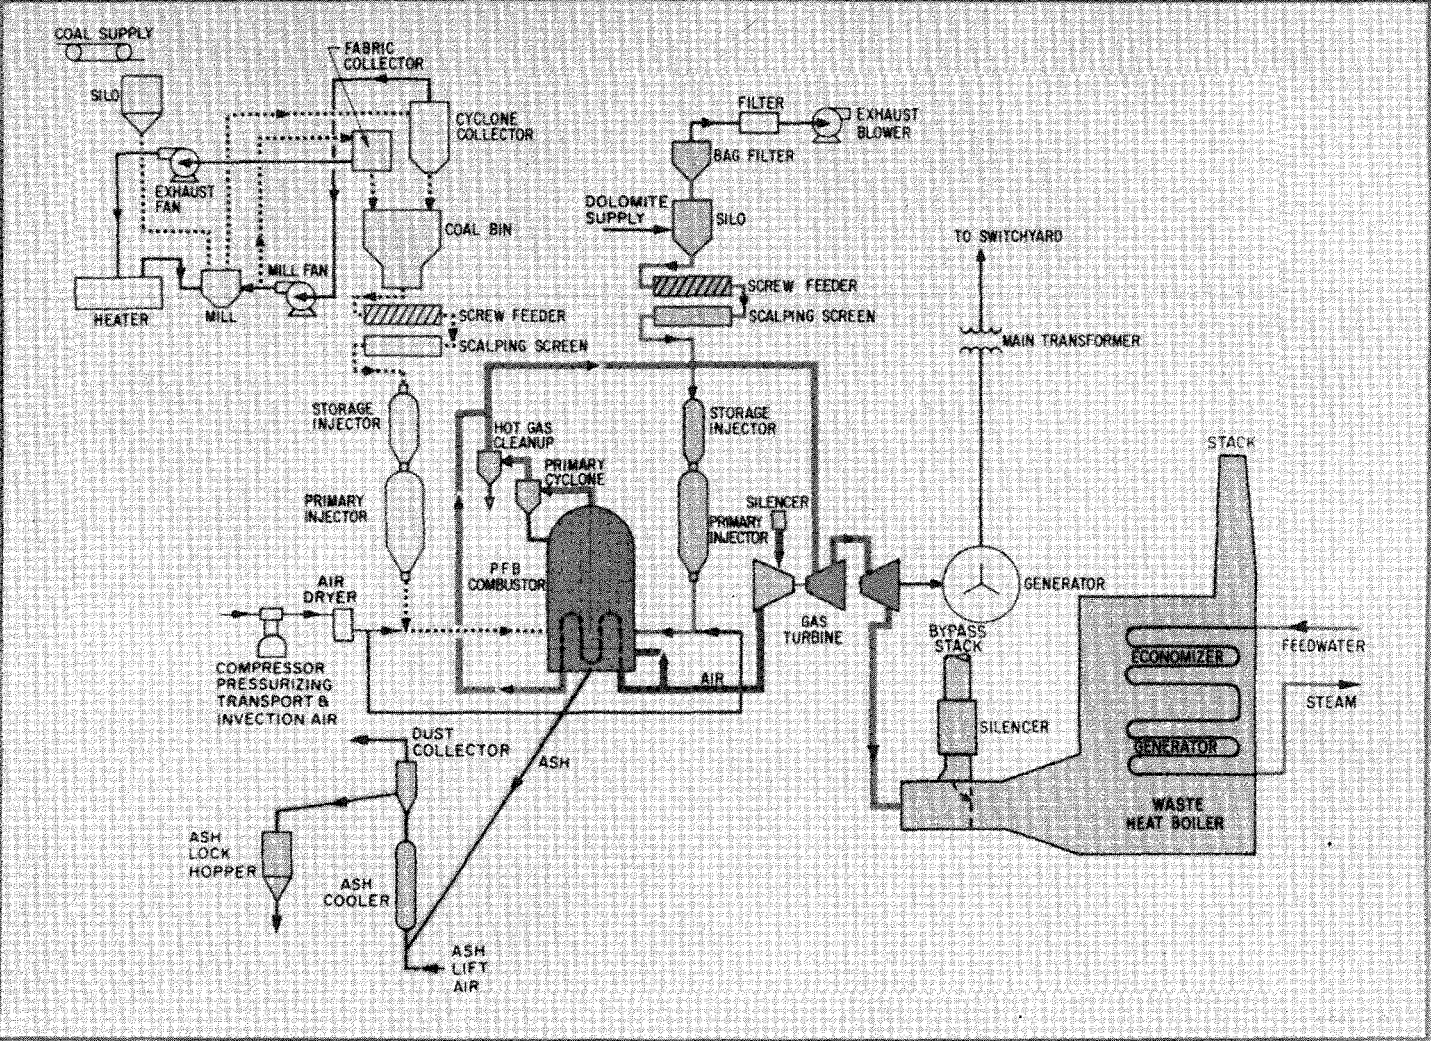 COAL SUPPLY
SILO
FABRIC
COLLECTOR
CYCLONE
COLLECTOR
EXHAUST
FAN
COAL BIN
MILL FAN
HEATER
MILL
SCREW FEEDER
SCALPING SCREEN
FILTER
EXHAUST
BLOWER
BAG FILTER
DOLOMITE
SUPPLY
SILO
SCREW FEEDER
SCALPING SCREEN
TO SWITCHYARD
MAIN TRANSFORMER
STORAGE
INJECTOR
HOT GAS
CLEANUP
PRIMARY
CYCLONE
STORAGE
INJECTOR
STACK
PRIMARY
INJECTOR
SILENCER
PRIMARY
INJECTOR
PFB
COMBUSTOR
AIR
DRYER
GAS
TURBINE
GENERATOR
BYPASS
STACK
FEEDWATER
ECONOMIZER
COMPRESSOR
PRESSURIZING
TRANSPORT &
INVECTION AIR
AIR
STEAM
SILENCER
GENERATOR
DUST
COLLECTOR
ASH
WASTE
HEAT BOILER
ASH
LOCK
HOPPER
ASH
COOLER
ASH
LIFT
AIR